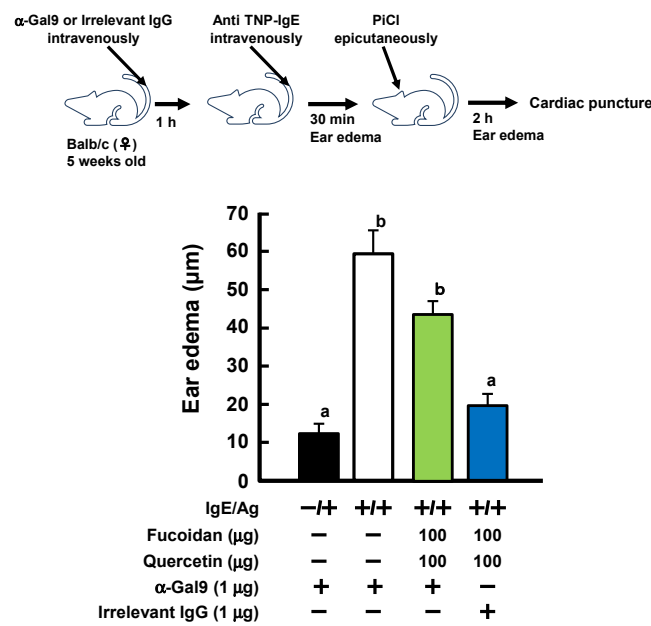 α-Gal9 or Irrelevant IgG
intravenously
Anti TNP-IgE
intravenously
PiCl
epicutaneously
1 h
30 min
Ear edema
2 h
Ear edema
Cardiac puncture
Balb/c (♀)
5 weeks old
Ear edema (μm)
70
60
50
40
30
20
10
0
a
b
b
a
IgE/Ag −/+ +/+ +/+ +/+
Fucoidan (μg) − − 100 100
Quercetin (μg) − − 100 100
α-Gal9 (1 μg) + + + −
Irrelevant IgG (1 μg) − − − +